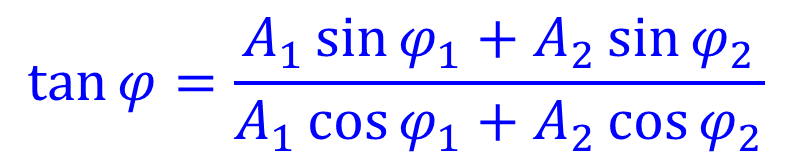 tan φ = (A₁ sin φ₁ + A₂ sin φ₂) / (A₁ cos φ₁ + A₂ cos φ₂)